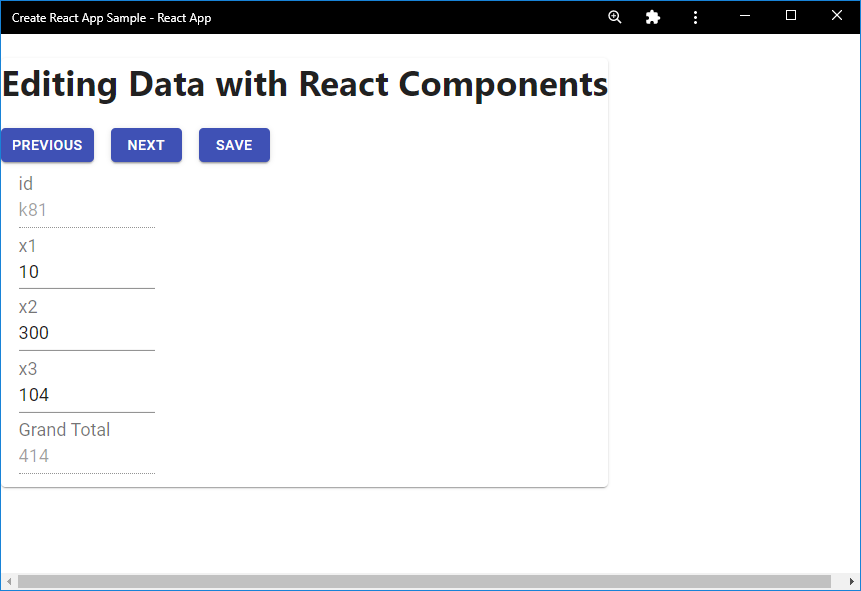 Create React App Sample - React App
Editing Data with React Components
PREVIOUS NEXT SAVE
id
k81
x1
10
x2
300
x3
104
Grand Total
414